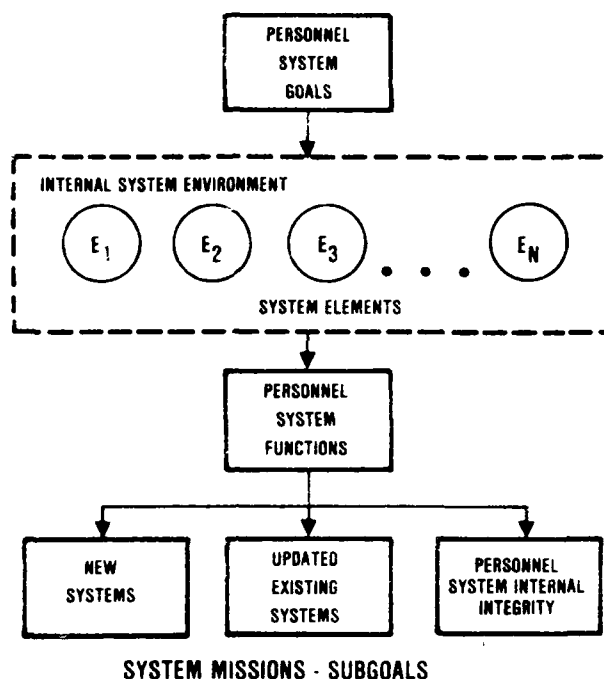 PERSONNEL
SYSTEM
GOALS
INTERNAL SYSTEM ENVIRONMENT
E1 E2 E3 • • • EN
SYSTEM ELEMENTS
PERSONNEL
SYSTEM
FUNCTIONS
NEW
SYSTEMS
UPDATED
EXISTING
SYSTEMS
PERSONNEL
SYSTEM INTERNAL
INTEGRITY
SYSTEM MISSIONS - SUBGOALS